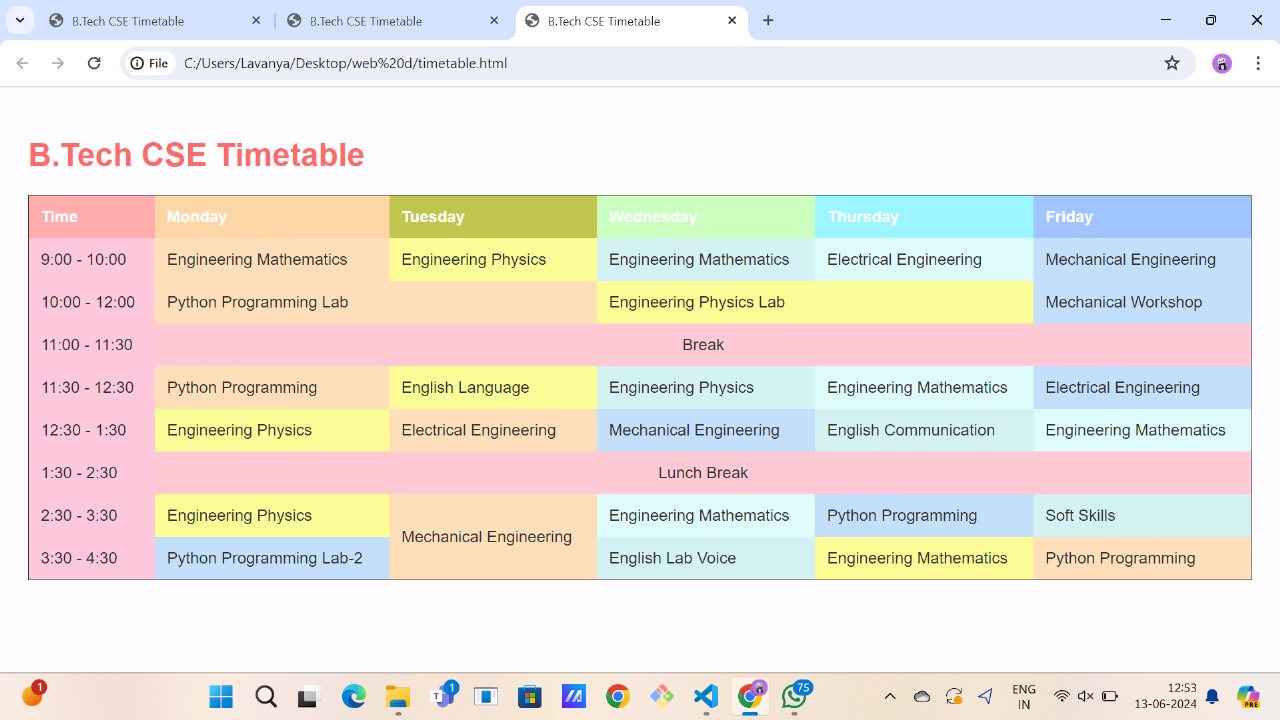 B.Tech CSE Timetable B.Tech CSE Timetable B.Tech CSE Timetable
File C:/Users/Lavanya/Desktop/web%20d/timetable.html
B.Tech CSE Timetable
Time Monday Tuesday Wednesday Thursday Friday
9:00 - 10:00 Engineering Mathematics Engineering Physics Engineering Mathematics Electrical Engineering Mechanical Engineering
10:00 - 12:00 Python Programming Lab Engineering Physics Lab Mechanical Workshop
11:00 - 11:30 Break
11:30 - 12:30 Python Programming English Language Engineering Physics Engineering Mathematics Electrical Engineering
12:30 - 1:30 Engineering Physics Electrical Engineering Mechanical Engineering English Communication Engineering Mathematics
1:30 - 2:30 Lunch Break
2:30 - 3:30 Engineering Physics Mechanical Engineering Engineering Mathematics Python Programming Soft Skills
3:30 - 4:30 Python Programming Lab-2 English Lab Voice Engineering Mathematics Python Programming
1 1 75 ENG 12:53
IN 13-06-2024 PRE